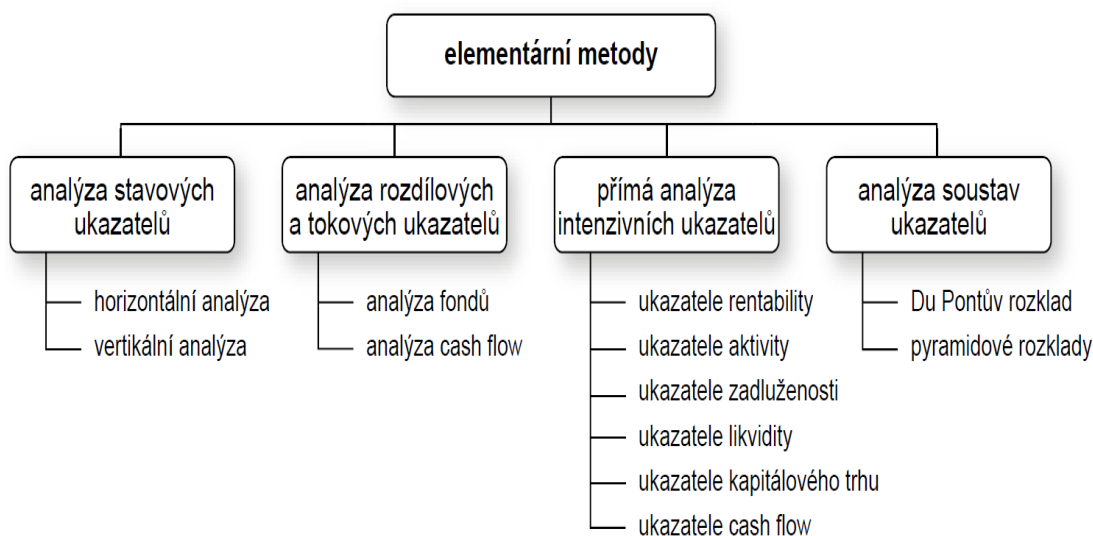 elementární metody
analýza stavových
ukazatelů
horizontální analýza
vertikální analýza
analýza rozdílových
a tokových ukazatelů
analýza fondů
analýza cash flow
přímá analýza
intenzivních ukazatelů
ukazatele rentability
ukazatele aktivity
ukazatele zadluženosti
ukazatele likvidity
ukazatele kapitálového trhu
ukazatele cash flow
analýza soustav
ukazatelů
Du Pontův rozklad
pyramidové rozklady